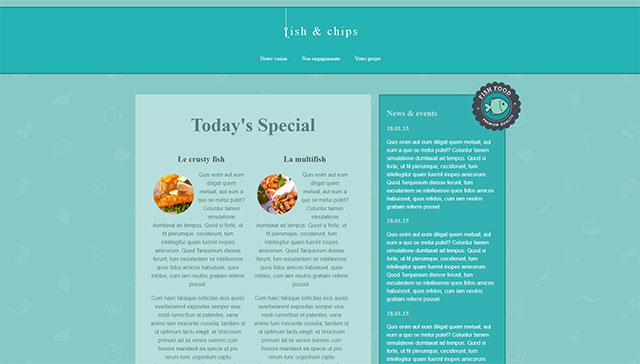 fish & chips
Notre vision Nos engagements Votre projet
FISH FOOD
PREMIUM QUALITY
Today's Special
Le crusty fish
Quis enim aut eum
diligat quem
metuat, aut eum a
quo se metui
putet? Coluntur
tamen
simulatione
dumtaxat ad tempus. Quod si forte, ut
fit plerumque, ceciderunt, tum
intellegitur quam fuerint inopes
amicorum. Quod Tarquinium dixisse
ferunt, tum exsulantem se intellexisse
quos fidos amicos habuisset, quos
infidos, cum iam neutris gratiam
referre posset.
Cum haec taliaque sollicitas eius aures
everberarent expositas semper eius
modi rumoribus et patentes, varia
animo tum miscente consilia, tandem id
ut optimum factu elegit: et Vrsicinum
primum ad se venire summo cum
honore mandavit ea specie ut pro
rerum tunc urgentium captu
La multifish
Quis enim aut eum
diligat quem
metuat, aut eum a
quo se metui
putet? Coluntur
tamen
simulatione
dumtaxat ad tempus. Quod si forte, ut
fit plerumque, ceciderunt, tum
intellegitur quam fuerint inopes
amicorum. Quod Tarquinium dixisse
ferunt, tum exsulantem se intellexisse
quos fidos amicos habuisset, quos
infidos, cum iam neutris gratiam
referre posset.
Cum haec taliaque sollicitas eius aures
everberarent expositas semper eius
modi rumoribus et patentes, varia
animo tum miscente consilia, tandem id
ut optimum factu elegit: et Vrsicinum
primum ad se venire summo cum
honore mandavit ea specie ut pro
rerum tunc urgentium captu
News & events
18.01.15
Quis enim aut eum diligat quem metuat, aut
eum a quo se metui putet? Coluntur tamen
simulatione dumtaxat ad tempus. Quod si
forte, ut fit plerumque, ceciderunt, tum
intellegitur quam fuerint inopes amicorum.
Quod Tarquinium dixisse ferunt, tum
exsulantem se intellexisse quos fidos amicos
habuisset, quos infidos, cum iam neutris
gratiam referre posset.
18.01.15
Quis enim aut eum diligat quem metuat, aut
eum a quo se metui putet? Coluntur tamen
simulatione dumtaxat ad tempus. Quod si
forte, ut fit plerumque, ceciderunt, tum
intellegitur quam fuerint inopes amicorum.
Quod Tarquinium dixisse ferunt, tum
exsulantem se intellexisse quos fidos amicos
habuisset, quos infidos, cum iam neutris
gratiam referre posset.
18.01.15
Quis enim aut eum diligat quem metuat, aut
eum a quo se metui putet? Coluntur tamen
simulatione dumtaxat ad tempus. Quod si
forte, ut fit plerumque, ceciderunt, tum